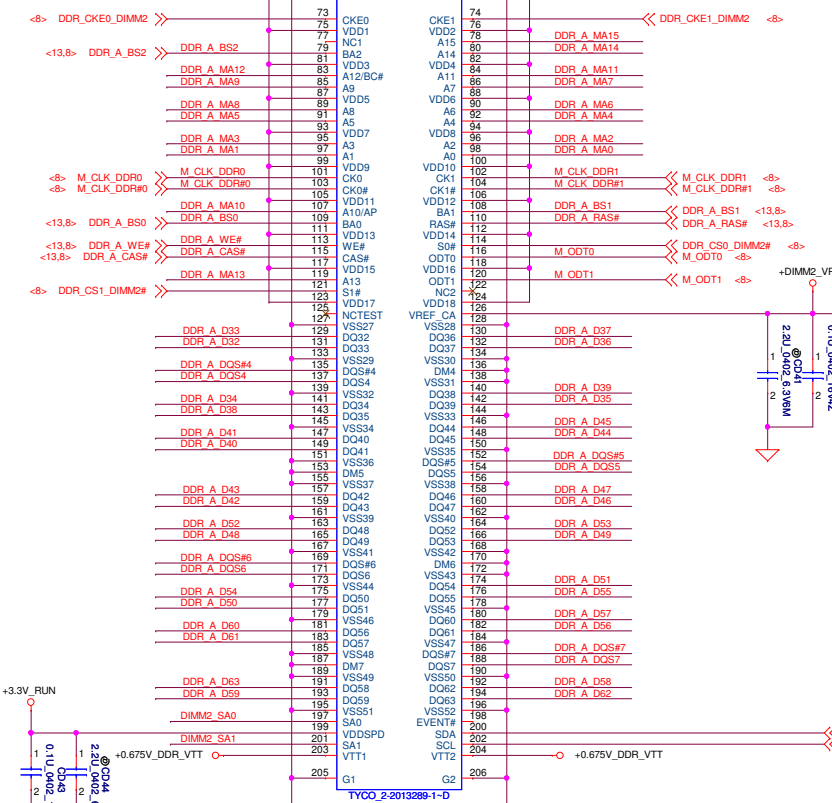 <8> DDR_CKE0_DIMM2 73 CKE0 CKE1 74 DDR_CKE1_DIMM2 <8>
75 VDD1 VDD2 76
77 NC1 A15 78 DDR_A_MA15
<13,8> DDR_A_BS2 DDR_A_BS2 79 BA2 A14 80 DDR_A_MA14
81 VDD3 VDD4 82
DDR_A_MA12 83 A12/BC# A11 84 DDR_A_MA11
DDR_A_MA9 85 A9 A7 86 DDR_A_MA7
87 VDD5 VDD6 88
DDR_A_MA8 89 A8 A6 90 DDR_A_MA6
DDR_A_MA5 91 A5 A4 92 DDR_A_MA4
93 VDD7 VDD8 94
DDR_A_MA3 95 A3 A2 96 DDR_A_MA2
DDR_A_MA1 97 A1 A0 98 DDR_A_MA0
99 VDD9 VDD10 100
<8> M_CLK_DDR0 M_CLK_DDR0 101 CK0 CK1 102 M_CLK_DDR1 M_CLK_DDR1 <8>
<8> M_CLK_DDR#0 M_CLK_DDR#0 103 CK0# CK1# 104 M_CLK_DDR#1 M_CLK_DDR#1 <8>
105 VDD11 VDD12 106
DDR_A_MA10 107 A10/AP BA1 108 DDR_A_BS1 DDR_A_BS1 <13,8>
<13,8> DDR_A_BS0 DDR_A_BS0 109 BA0 RAS# 110 DDR_A_RAS# DDR_A_RAS# <13,8>
111 VDD13 VDD14 112
<13,8> DDR_A_WE# DDR_A_WE# 113 WE# S0# 114 DDR_CS0_DIMM2# <8>
<13,8> DDR_A_CAS# DDR_A_CAS# 115 CAS# ODT0 116 M_ODT0 M_ODT0 <8>
117 VDD15 VDD16 118
DDR_A_MA13 119 A13 ODT1 120 M_ODT1 M_ODT1 <8>
<8> DDR_CS1_DIMM2# 121 S1# NC2 122
123 VDD17 VDD18 124
125 NCTEST VREF_CA 126
127 VSS27 VSS28 128
DDR_A_D33 129 DQ32 DQ36 130 DDR_A_D37
DDR_A_D32 131 DQ33 DQ37 132 DDR_A_D36
133 VSS29 VSS30 134
DDR_A_DQS#4 135 DQS#4 DM4 136
DDR_A_DQS4 137 DQS4 VSS31 138
139 VSS32 DQ38 140 DDR_A_D39
DDR_A_D34 141 DQ34 DQ39 142 DDR_A_D35
DDR_A_D38 143 DQ35 VSS33 144
145 VSS34 DQ44 146 DDR_A_D45
DDR_A_D41 147 DQ40 DQ45 148 DDR_A_D44
DDR_A_D40 149 DQ41 VSS35 150
151 VSS36 DQS#5 152 DDR_A_DQS#5
153 DM5 DQS5 154 DDR_A_DQS5
155 VSS37 VSS38 156
DDR_A_D43 157 DQ42 DQ46 158 DDR_A_D47
DDR_A_D42 159 DQ43 DQ47 160 DDR_A_D46
161 VSS39 VSS40 162
DDR_A_D52 163 DQ48 DQ52 164 DDR_A_D53
DDR_A_D48 165 DQ49 DQ53 166 DDR_A_D49
167 VSS41 VSS42 168
DDR_A_DQS#6 169 DQS#6 DM6 170
DDR_A_DQS6 171 DQS6 VSS43 172
173 VSS44 DQ54 174 DDR_A_D51
DDR_A_D54 175 DQ50 DQ55 176 DDR_A_D55
DDR_A_D50 177 DQ51 VSS45 178
179 VSS46 DQ60 180 DDR_A_D57
DDR_A_D60 181 DQ56 DQ61 182 DDR_A_D56
DDR_A_D61 183 DQ57 VSS47 184
185 VSS48 DQS#7 186 DDR_A_DQS#7
187 DM7 DQS7 188 DDR_A_DQS7
189 VSS49 VSS50 190
DDR_A_D63 191 DQ58 DQ62 192 DDR_A_D58
DDR_A_D59 193 DQ59 DQ63 194 DDR_A_D62
195 VSS51 VSS52 196
DIMM2_SA0 197 SA0 EVENT# 198
199 VDDSPD SDA 200
DIMM2_SA1 201 SA1 SCL 202
+0.675V_DDR_VTT 203 VTT1 VTT2 204 +0.675V_DDR_VTT
205 G1 G2 206
TYCO_2-2013289-1~D
@CD41
2.2U_0402_6.3V6M
1
2
1
2
+3.3V_RUN
CD43
0.1U_0402_
1
2
@CD44
2.2U_0402_
1
2